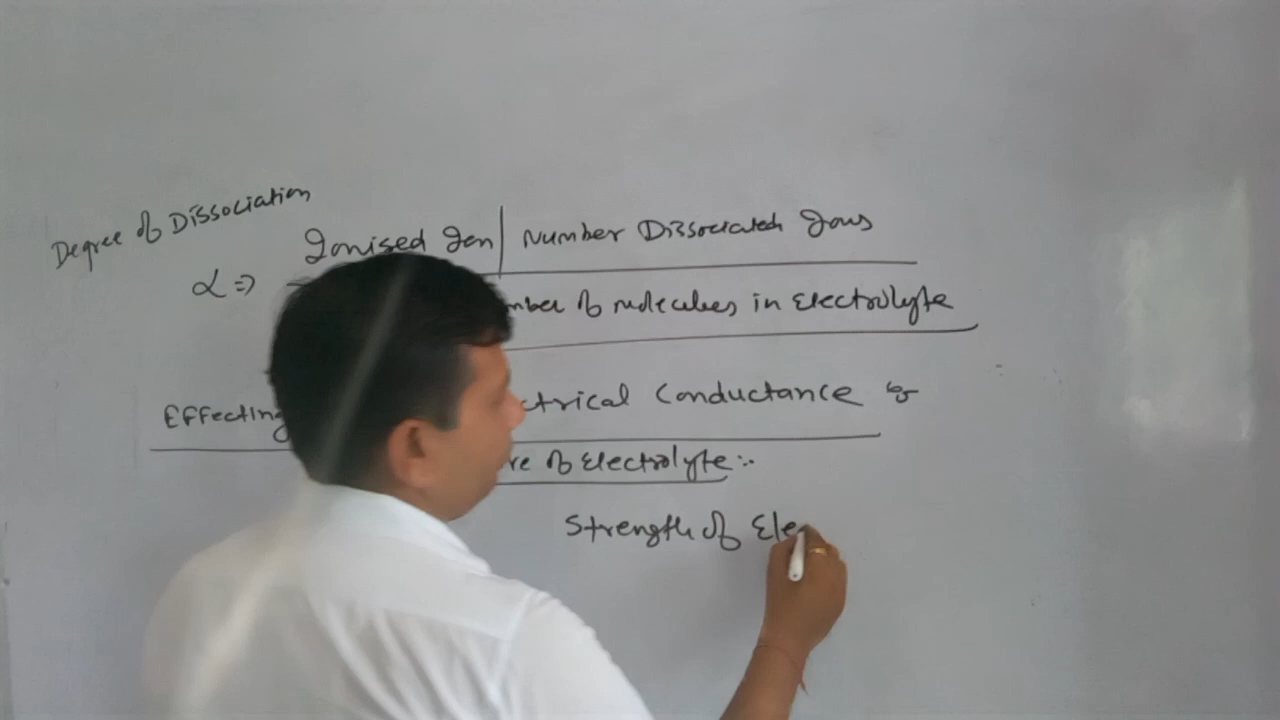 Degree of Dissociation
Ionised Ion | Number Dissociated Ions
α =>
mber of molecules in Electrolyte
Effecting ctrical Conductance
re of Electrolyte :-
Strength of Ele